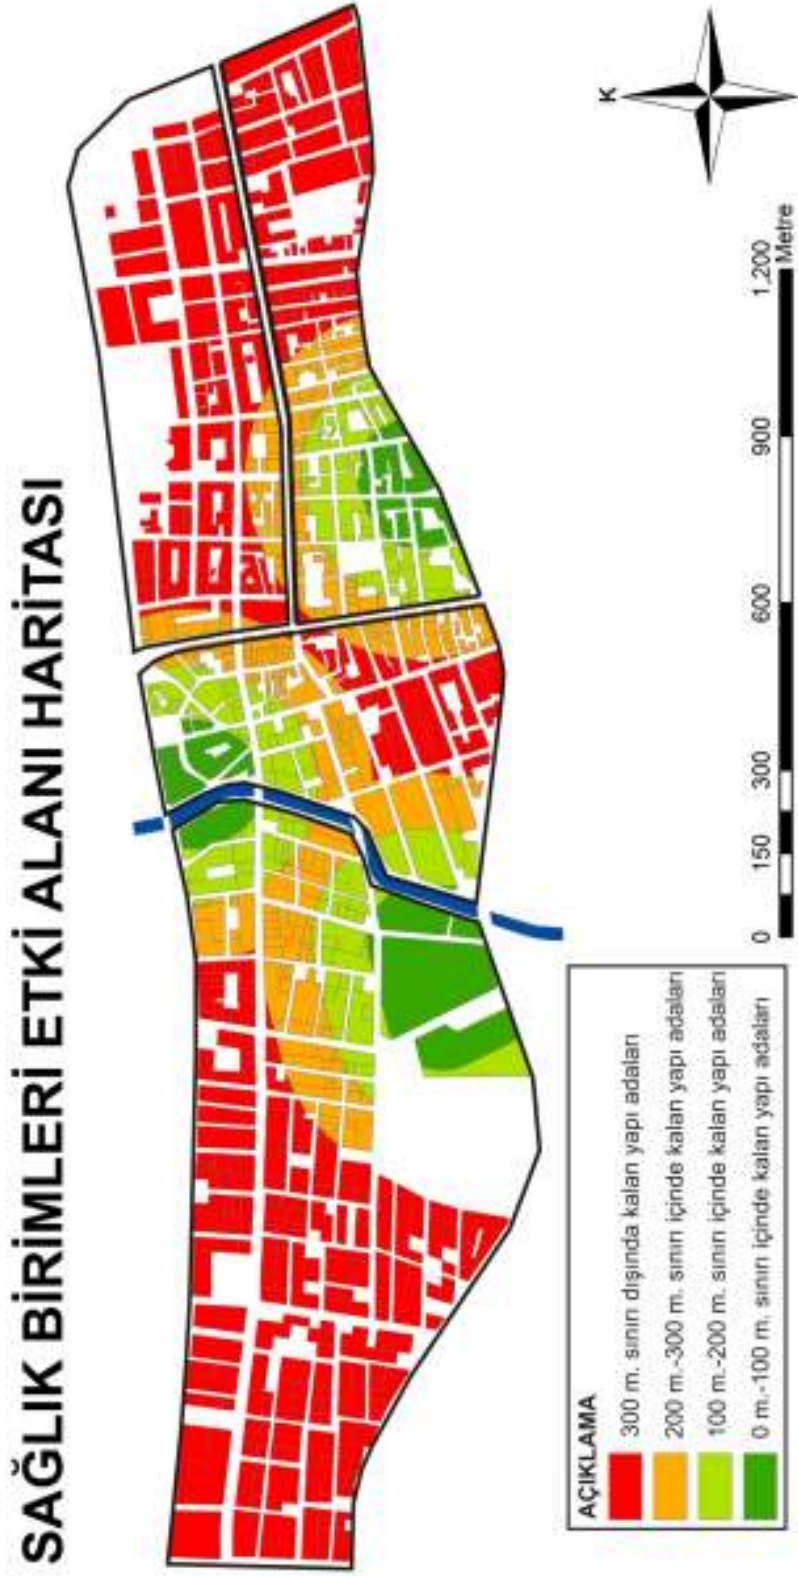 SAĞLIK BİRİMLERİ ETKİ ALANI HARİTASI
K
AÇIKLAMA
300 m. sınırı dışında kalan yapı adaları
200 m.-300 m. sınırı içinde kalan yapı adaları
100 m.-200 m. sınırı içinde kalan yapı adaları
0 m.-100 m. sınırı içinde kalan yapı adaları
0 150 300 600 900 1.200
Metre